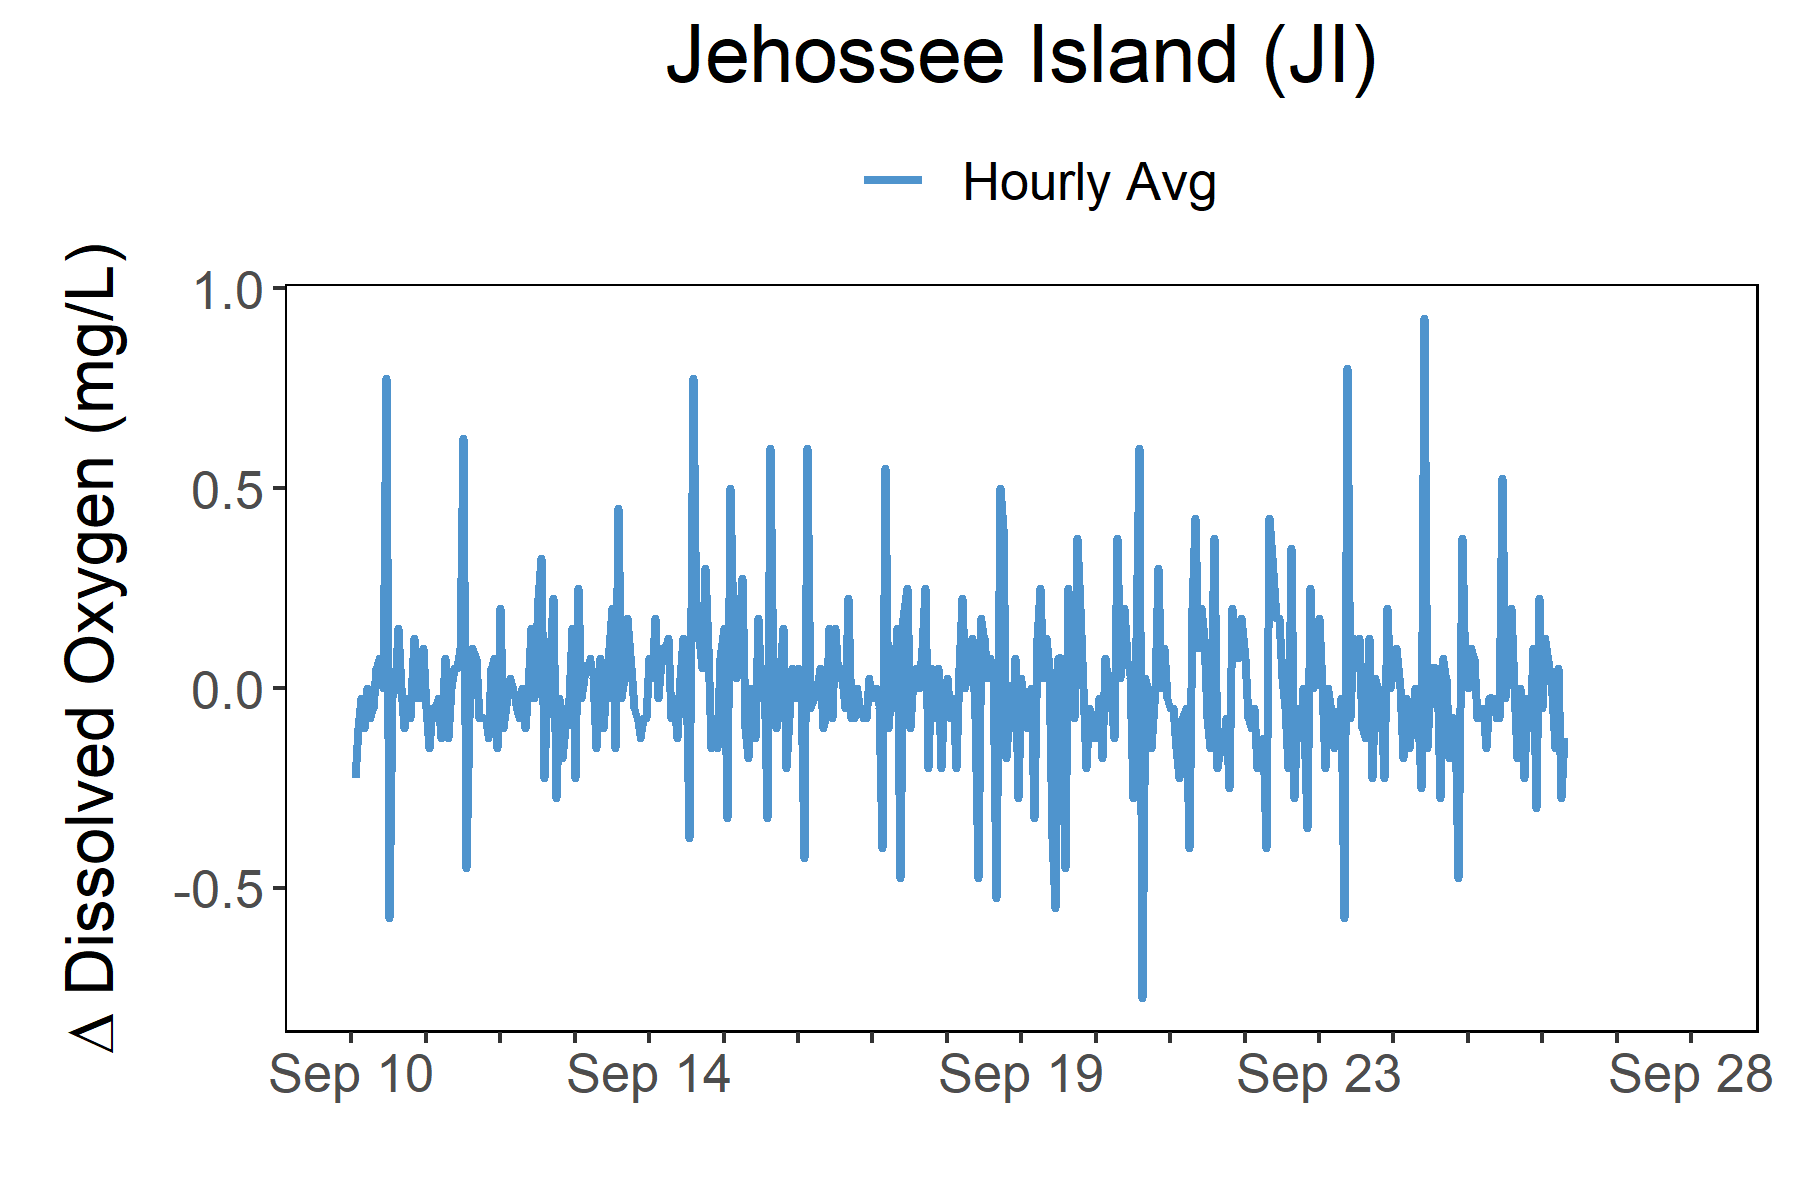 Jehossee Island (JI)
Hourly Avg
Δ Dissolved Oxygen (mg/L)
1.0
0.5
0.0
-0.5
Sep 10
Sep 14
Sep 19
Sep 23
Sep 28